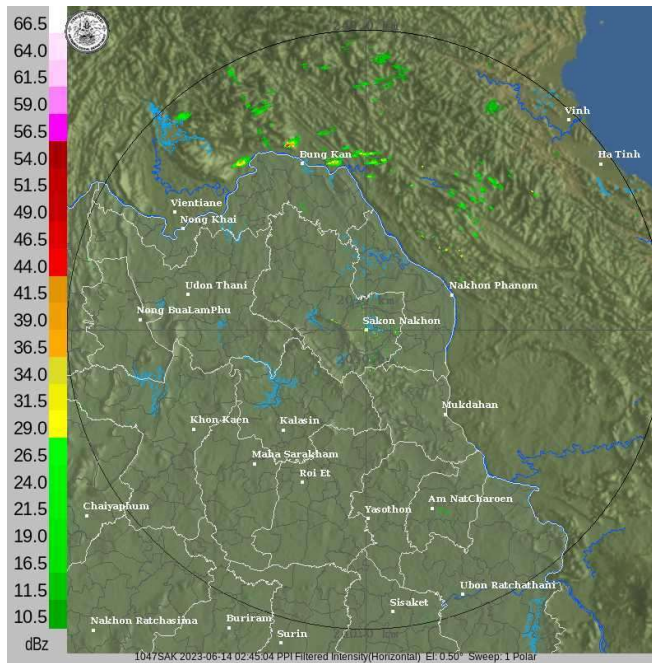 66.5
64.0
61.5
59.0
56.5
54.0
51.5
49.0
46.5
44.0
41.5
39.0
36.5
34.0
31.5
29.0
26.5
24.0
21.5
19.0
16.5
14.0
11.5
10.5
dBz
Vinh
Ha Tinh
Bung Kan
Vientiane
Nong Khai
Udon Thani
Nakhon Phanom
Nong BuaLamPhu
Sakon Nakhon
Mukdahan
Khon Kaen
Kalasin
Maha Sarakham
Roi Et
Am NatCharoen
Chaiyaphum
Yasothon
Ubon Ratchathani
Sisaket
Nakhon Ratchasima
Buriram
Surin
1047SAK 2023-06-14 02:45:04 PPI Filtered Intensity(Horizontal) El: 0.50° Sweep: 1 Polar